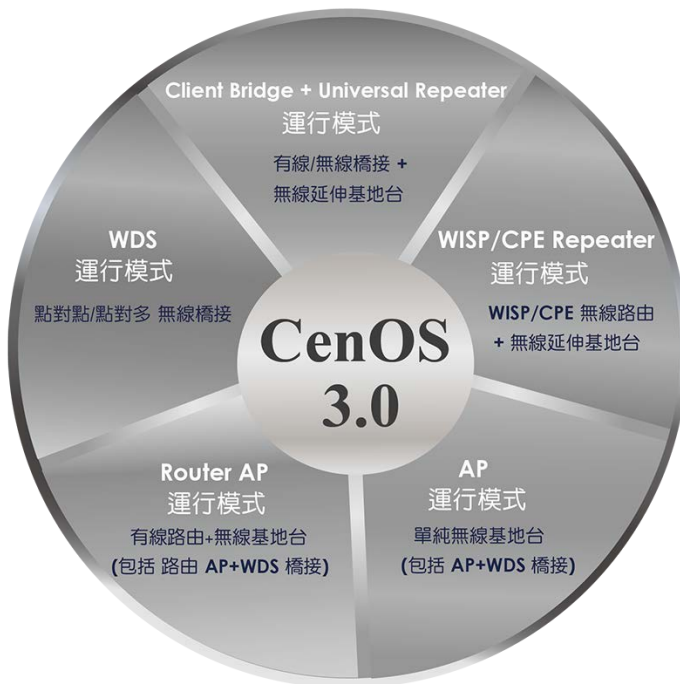 Client Bridge + Universal Repeater
運行模式
有線/無線橋接 +
無線延伸基地台
WISP/CPE Repeater
運行模式
WISP/CPE 無線路由
+ 無線延伸基地台
AP
運行模式
單純無線基地台
(包括 AP+WDS 橋接)
Router AP
運行模式
有線路由+無線基地台
(包括 路由 AP+WDS 橋接)
WDS
運行模式
點對點/點對多 無線橋接
CenOS
3.0